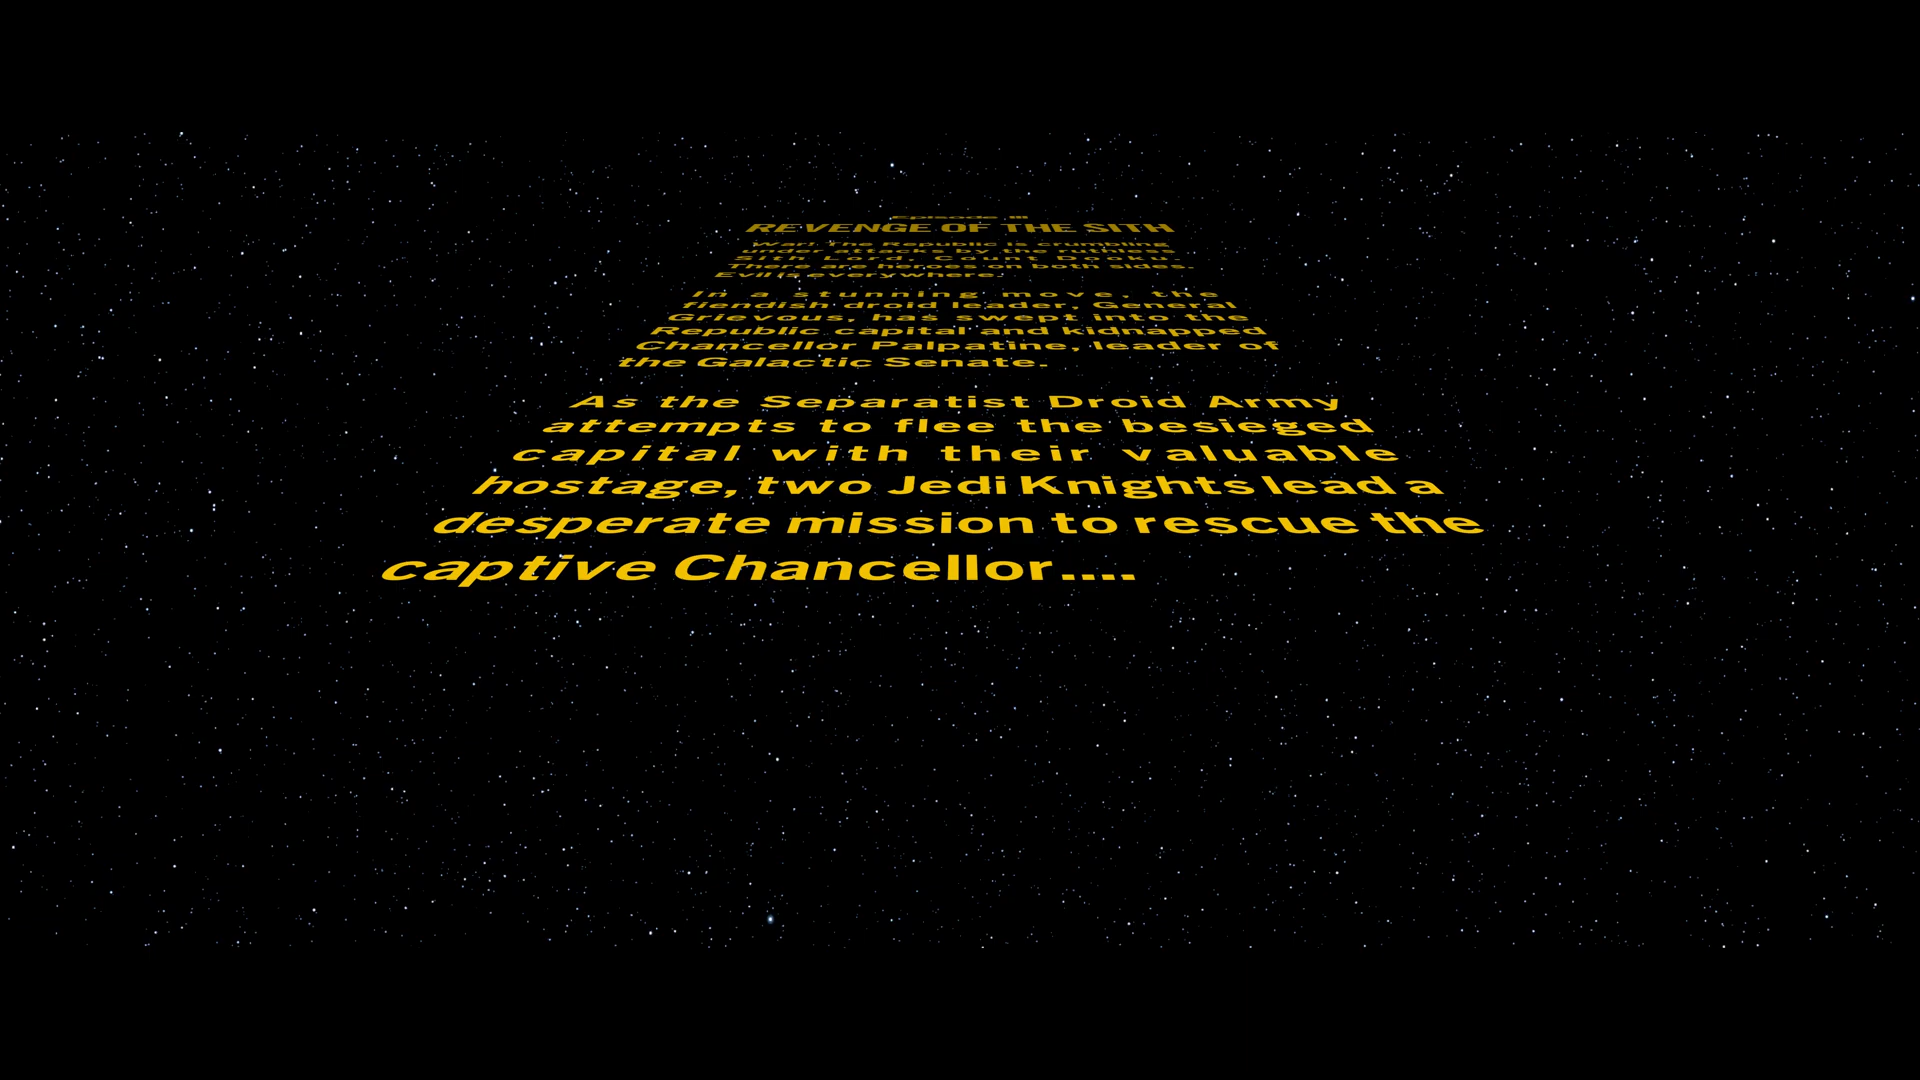 Episode III
REVENGE OF THE SITH
War! The Republic is crumbling
under attacks by the ruthless
Sith Lord, Count Dooku.
There are heroes on both sides.
Evil is everywhere.
In a stunning move, the
fiendish droid leader, General
Grievous, has swept into the
Republic capital and kidnapped
Chancellor Palpatine, leader of
the Galactic Senate.
As the Separatist Droid Army
attempts to flee the besieged
capital with their valuable
hostage, two Jedi Knights lead a
desperate mission to rescue the
captive Chancellor....